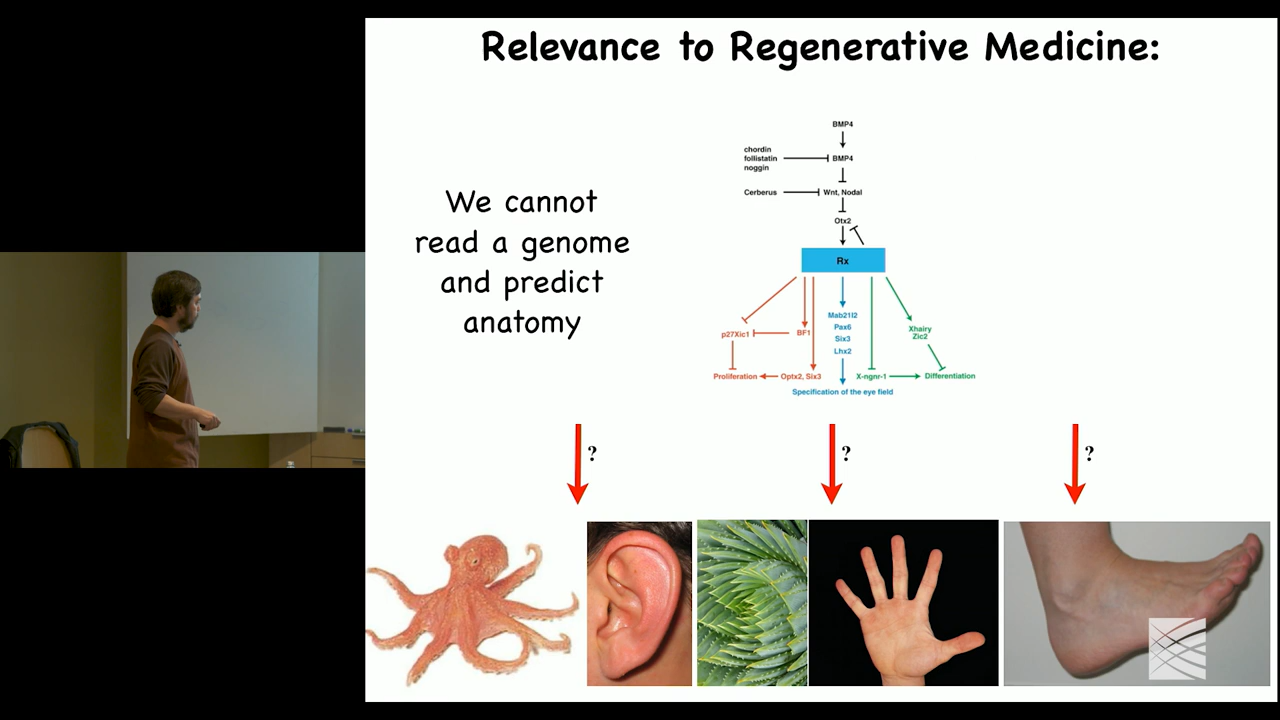 Relevance to Regenerative Medicine:
We cannot
read a genome
and predict
anatomy
BMP4
chordin
follistatin
noggin
BMP4
Cerberus
Wnt, Nodal
Otx2
Rx
p27Xic1
BF1
Mab21l2
Pax6
Six3
Lhx2
Xhairy
Zic2
Proliferation
Optx2, Six3
X-ngnr-1
Differentiation
Specification of the eye field
?
?
?